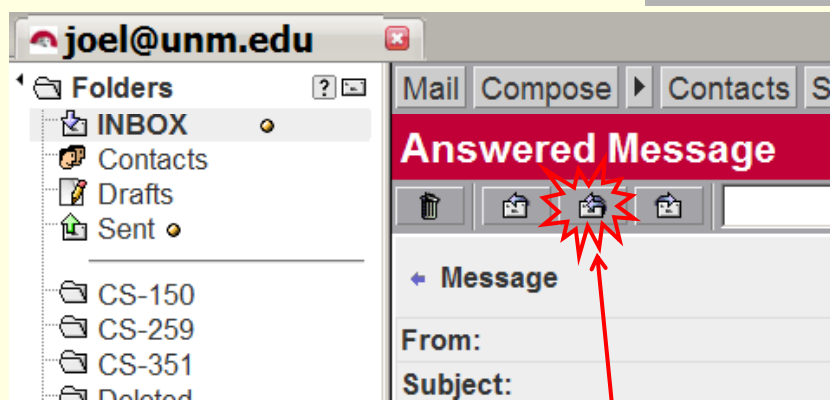 joel@unm.edu
Folders ?
INBOX
Contacts
Drafts
Sent
CS-150
CS-259
CS-351
Deleted
Mail Compose Contacts S
Answered Message
Message
From:
Subject: